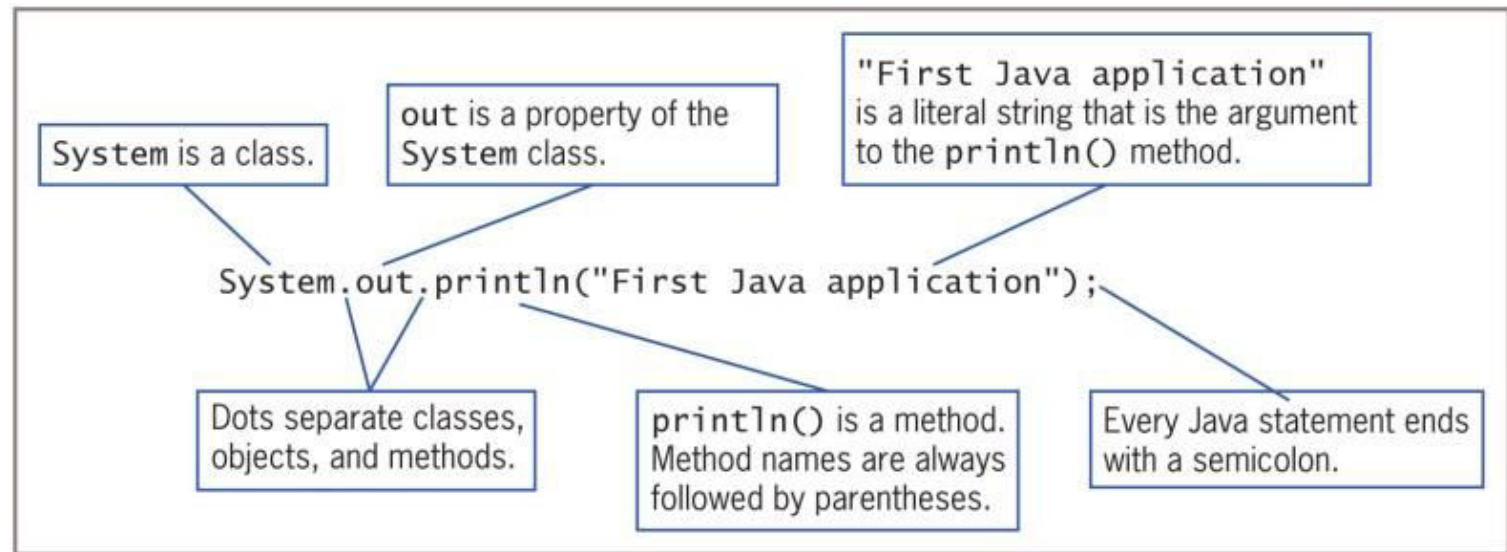 System is a class.
out is a property of the
System class.
"First Java application"
is a literal string that is the argument
to the println() method.
System.out.println("First Java application");
Dots separate classes,
objects, and methods.
println() is a method.
Method names are always
followed by parentheses.
Every Java statement ends
with a semicolon.